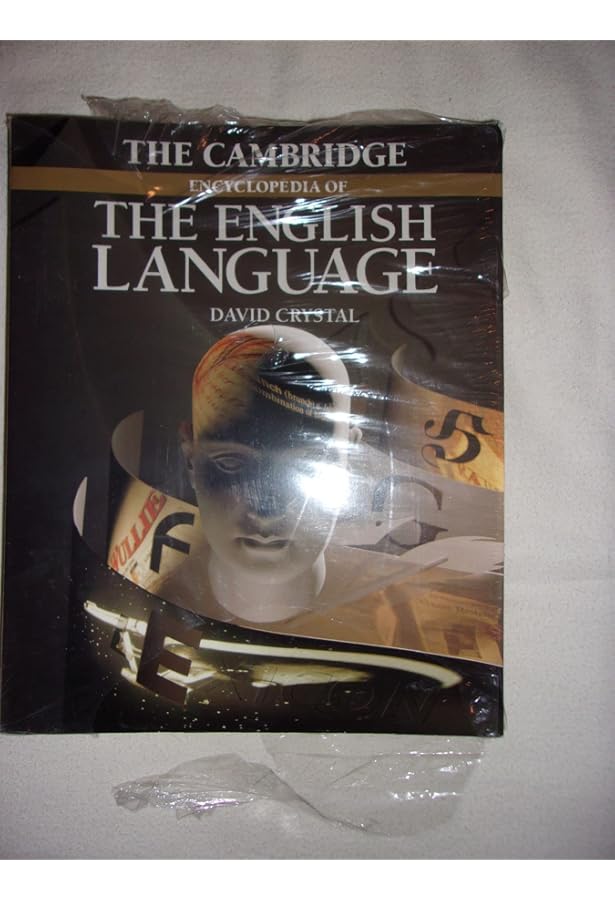 THE CAMBRIDGE
ENCYCLOPEDIA OF
THE ENGLISH
LANGUAGE
DAVID CRYSTAL
S
G
F
E